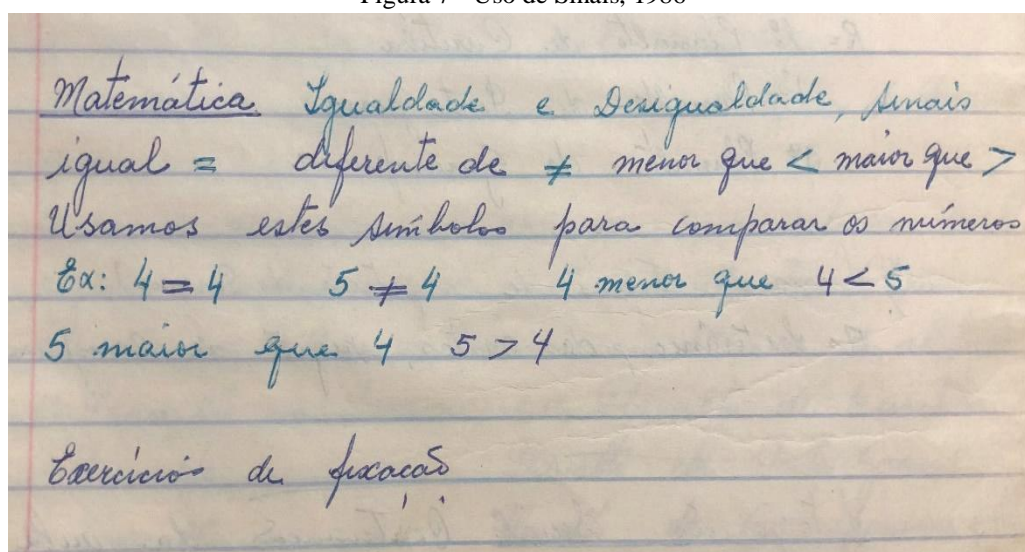 Figura 7 – Uso de Sinais, 1986
Matemática Igualdade e Desigualdade, sinais
igual = diferente de ≠ menor que < maior que >
Usamos estes símbolos para comparar os números
Ex: 4 = 4 5 ≠ 4 4 menor que 4 < 5
5 maior que 4 5 > 4
Exercícios de fixação